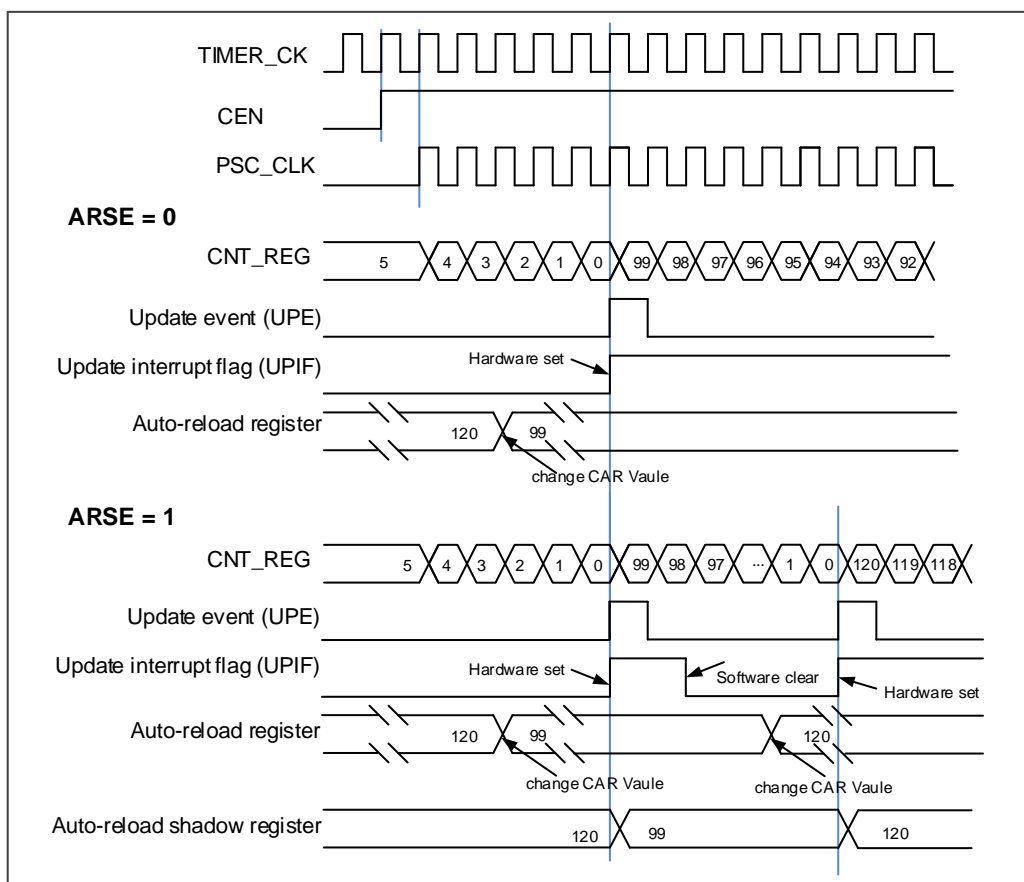 TIMER_CK
CEN
PSC_CLK
ARSE = 0
CNT_REG 5 4 3 2 1 0 99 98 97 96 95 94 93 92
Update event (UPE)
Update interrupt flag (UPIF) Hardware set
Auto-reload register 120 99
change CAR Vaule
ARSE = 1
CNT_REG 5 4 3 2 1 0 99 98 97 ... 1 0 120 119 118
Update event (UPE)
Update interrupt flag (UPIF) Hardware set Software clear Hardware set
Auto-reload register 120 99 120
change CAR Vaule change CAR Vaule
Auto-reload shadow register 120 99 120